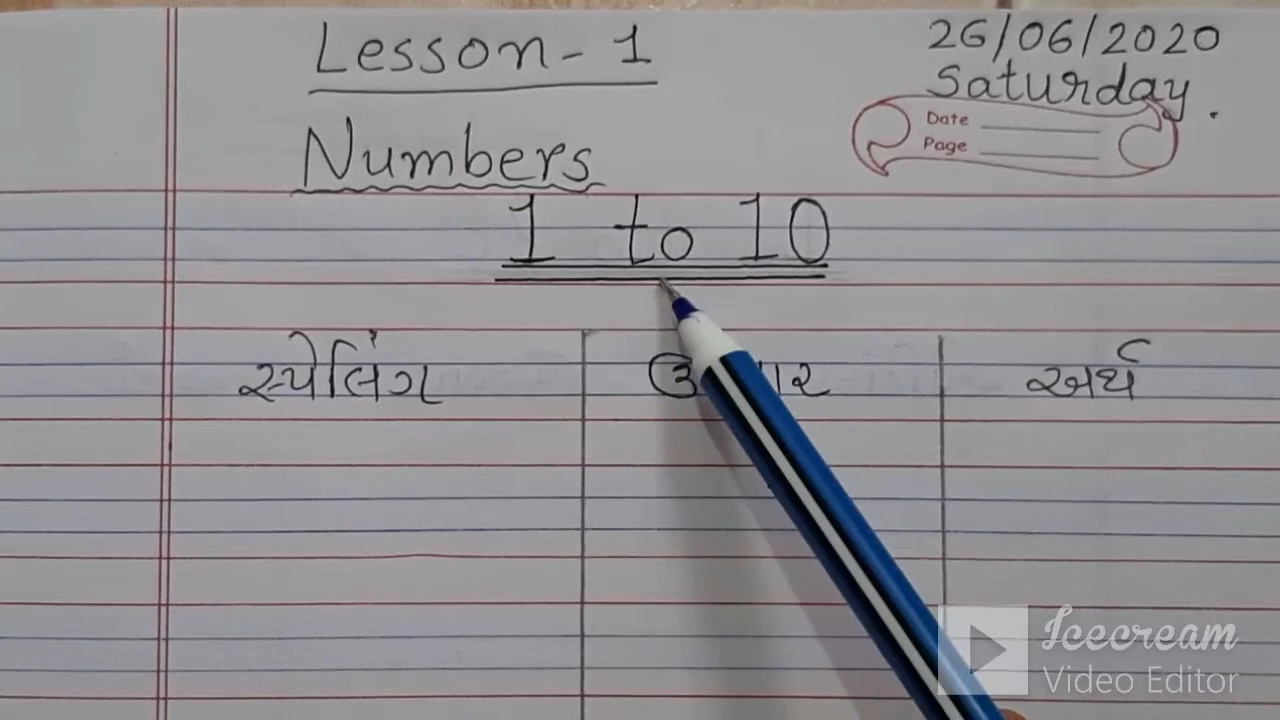 Lesson - 1
26/06/2020
Saturday.
Date
Page
Numbers
1 to 10
સ્પેલિંગ
અર્થ
Icecream
Video Editor